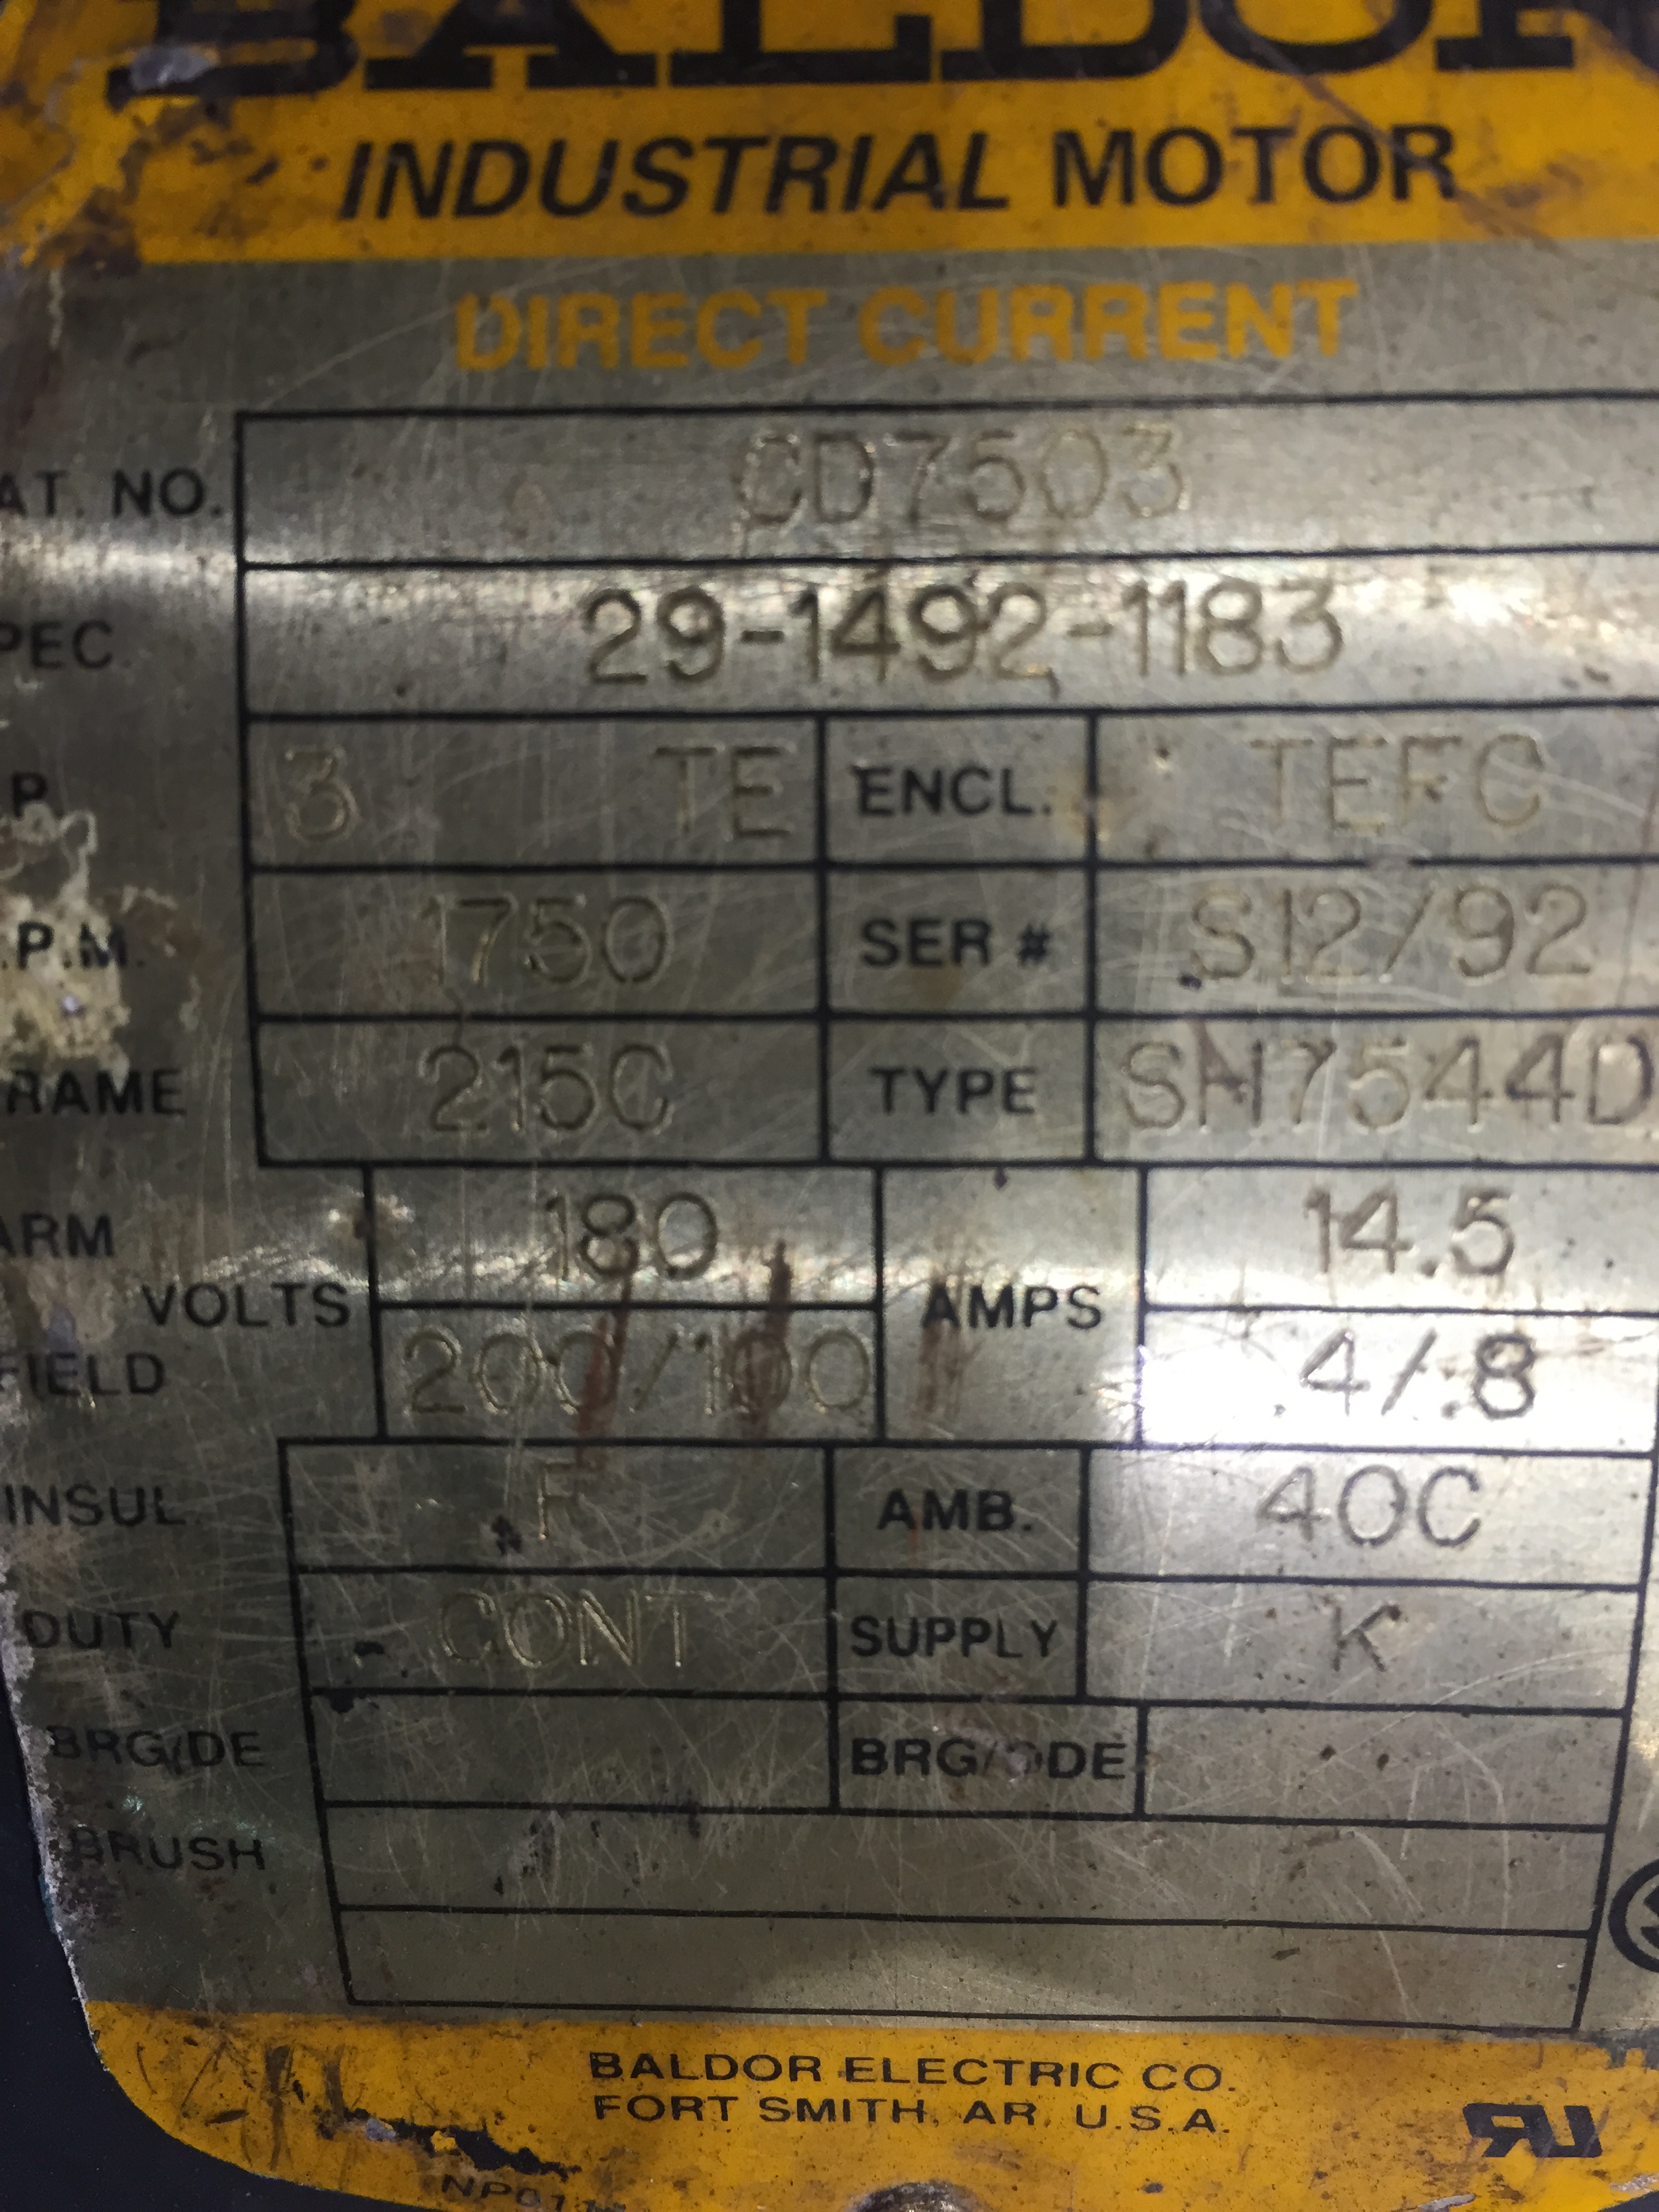 BALDOR
INDUSTRIAL MOTOR
DIRECT CURRENT
AT. NO. CD7503
PEC. 29-1492-1183
.P. 3 TE ENCL. TEFC
.P.M. 1750 SER # S12/92
RAME 215C TYPE
ARM 180 14.5
VOLTS AMPS
FIELD 200/100 .4/.8
INSUL. F AMB. 40C
DUTY CONT SUPPLY K
BRG/DE BRG/ODE
BRUSH
BALDOR ELECTRIC CO.
FORT SMITH, AR. U.S.A.